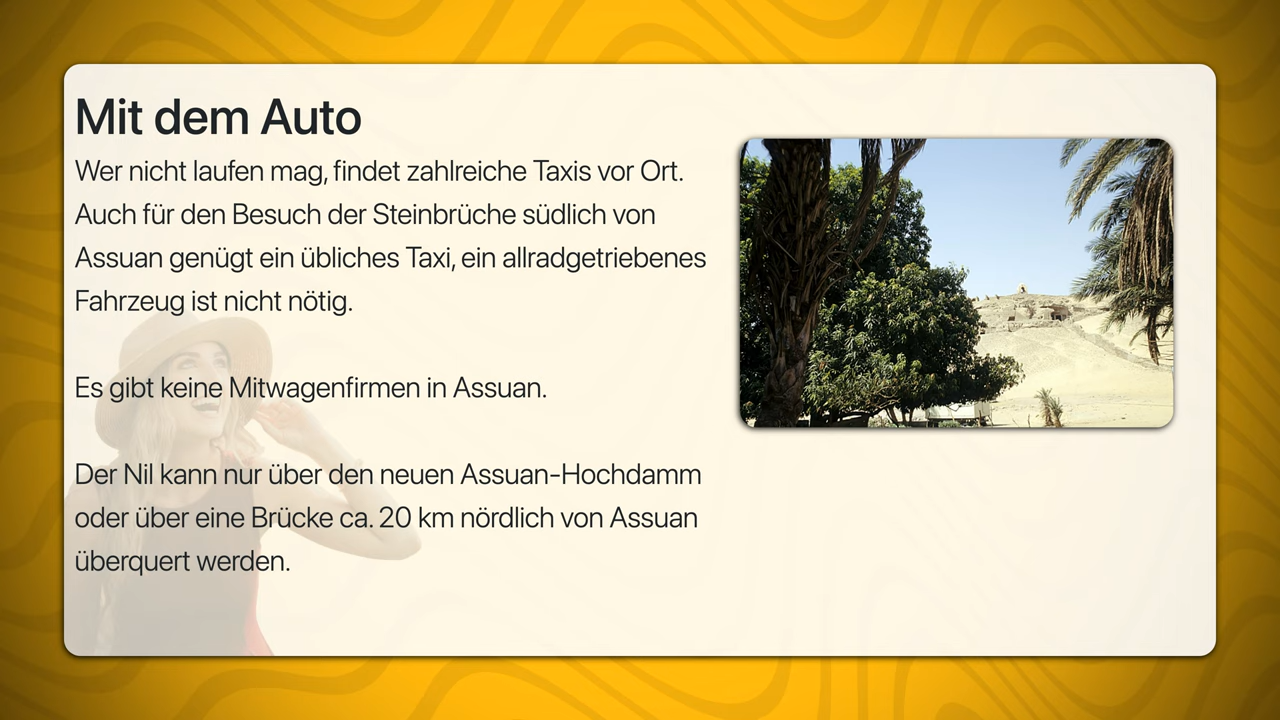 Mit dem Auto
Wer nicht laufen mag, findet zahlreiche Taxis vor Ort.
Auch für den Besuch der Steinbrüche südlich von
Assuan genügt ein übliches Taxi, ein allradgetriebenes
Fahrzeug ist nicht nötig.
Es gibt keine Mitwagenfirmen in Assuan.
Der Nil kann nur über den neuen Assuan-Hochdamm
oder über eine Brücke ca. 20 km nördlich von Assuan
überquert werden.